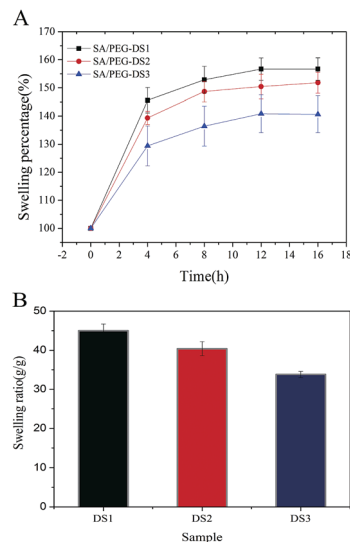 A
160
150
140
130
120
110
100
Swelling percentage(%)
SA/PEG-DS1
SA/PEG-DS2
SA/PEG-DS3
-2 0 2 4 6 8 10 12 14 16 18
Time(h)
B
50
40
30
20
10
0
Swelling ratio(g/g)
DS1 DS2 DS3
Sample